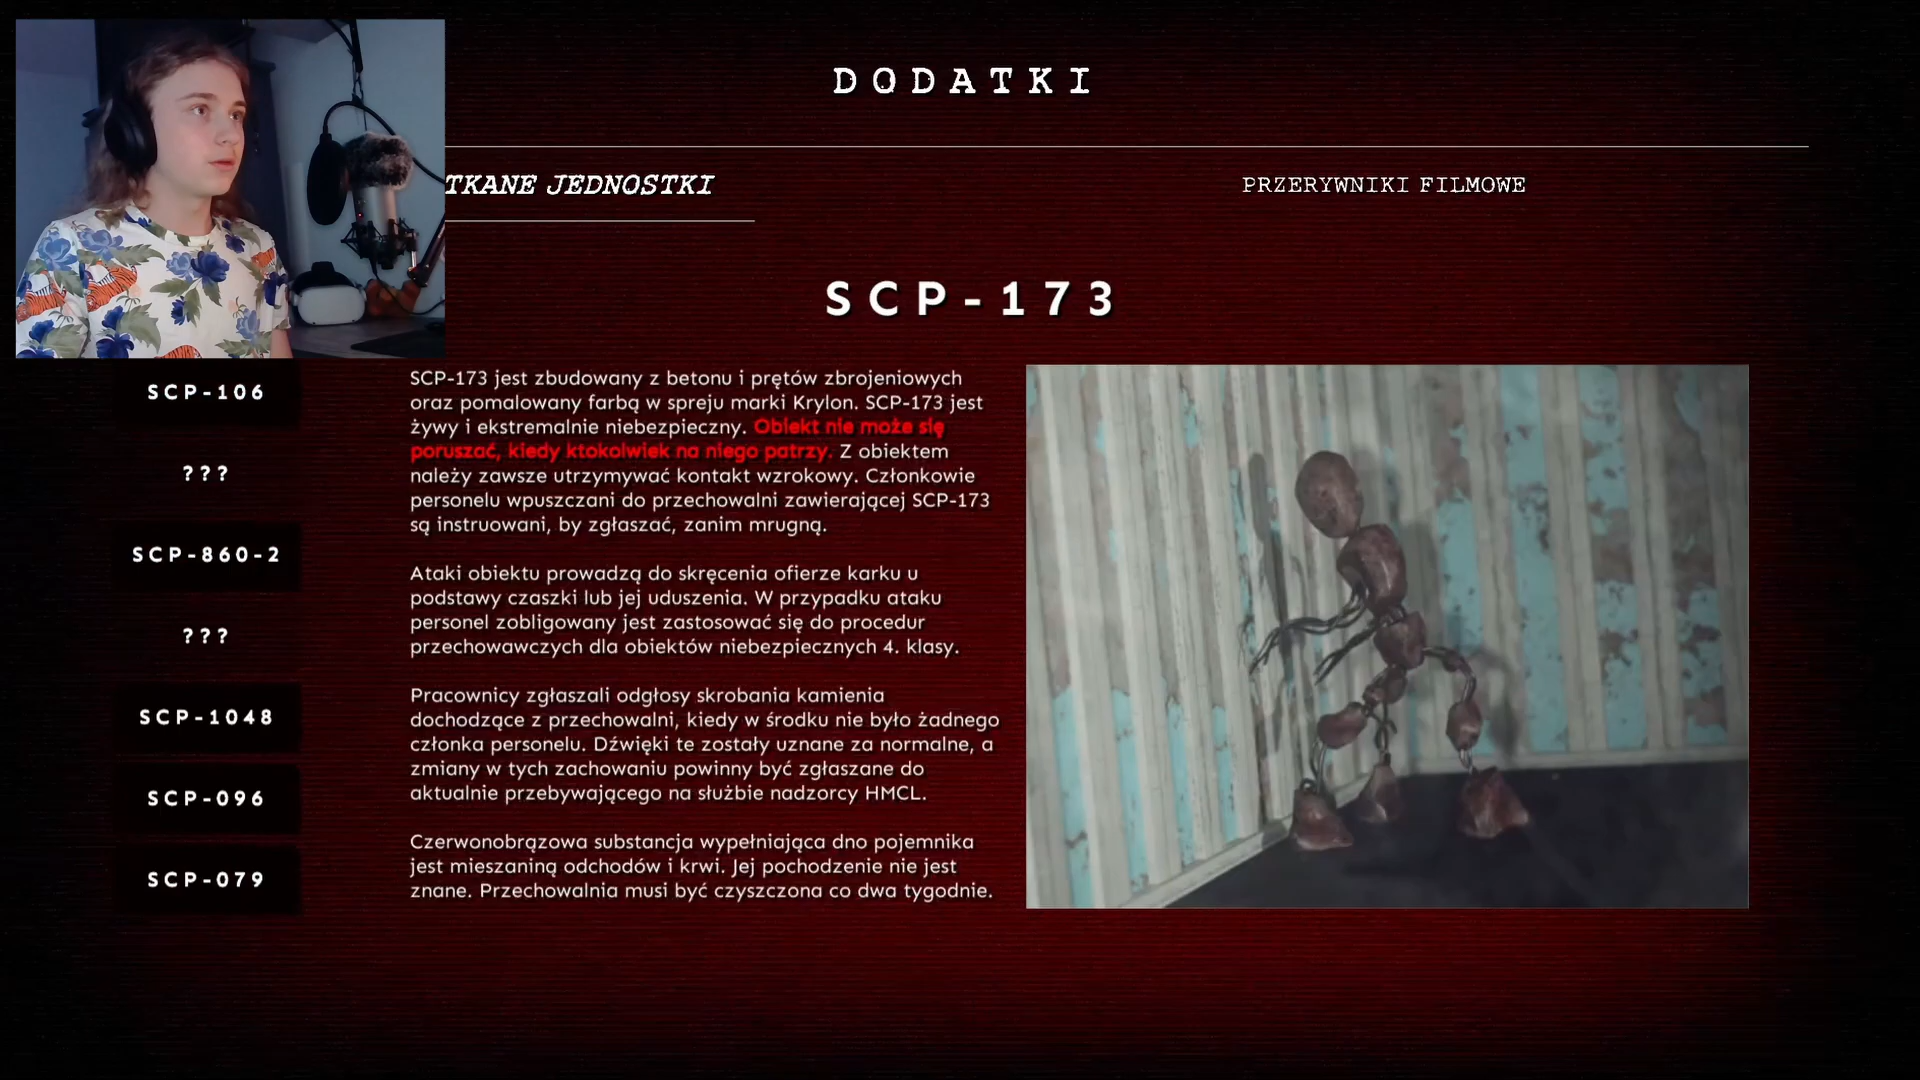 DODATKI
TKANE JEDNOSTKI
PRZERYWNIKI FILMOWE
SCP-173
SCP-106
???
SCP-860-2
???
SCP-1048
SCP-096
SCP-079
SCP-173 jest zbudowany z betonu i prętów zbrojeniowych
oraz pomalowany farbą w spreju marki Krylon. SCP-173 jest
żywy i ekstremalnie niebezpieczny. Obiekt nie może się
poruszać, kiedy ktokolwiek na niego patrzy. Z obiektem
należy zawsze utrzymywać kontakt wzrokowy. Członkowie
personelu wpuszczani do przechowalni zawierającej SCP-173
są instruowani, by zgłaszać, zanim mrugną.
Ataki obiektu prowadzą do skręcenia ofierze karku u
podstawy czaszki lub jej uduszenia. W przypadku ataku
personel zobligowany jest zastosować się do procedur
przechowawczych dla obiektów niebezpiecznych 4. klasy.
Pracownicy zgłaszali odgłosy skrobania kamienia
dochodzące z przechowalni, kiedy w środku nie było żadnego
członka personelu. Dźwięki te zostały uznane za normalne, a
zmiany w tych zachowaniu powinny być zgłaszane do
aktualnie przebywającego na służbie nadzorcy HMCL.
Czerwonobrązowa substancja wypełniająca dno pojemnika
jest mieszaniną odchodów i krwi. Jej pochodzenie nie jest
znane. Przechowalnia musi być czyszczona co dwa tygodnie.